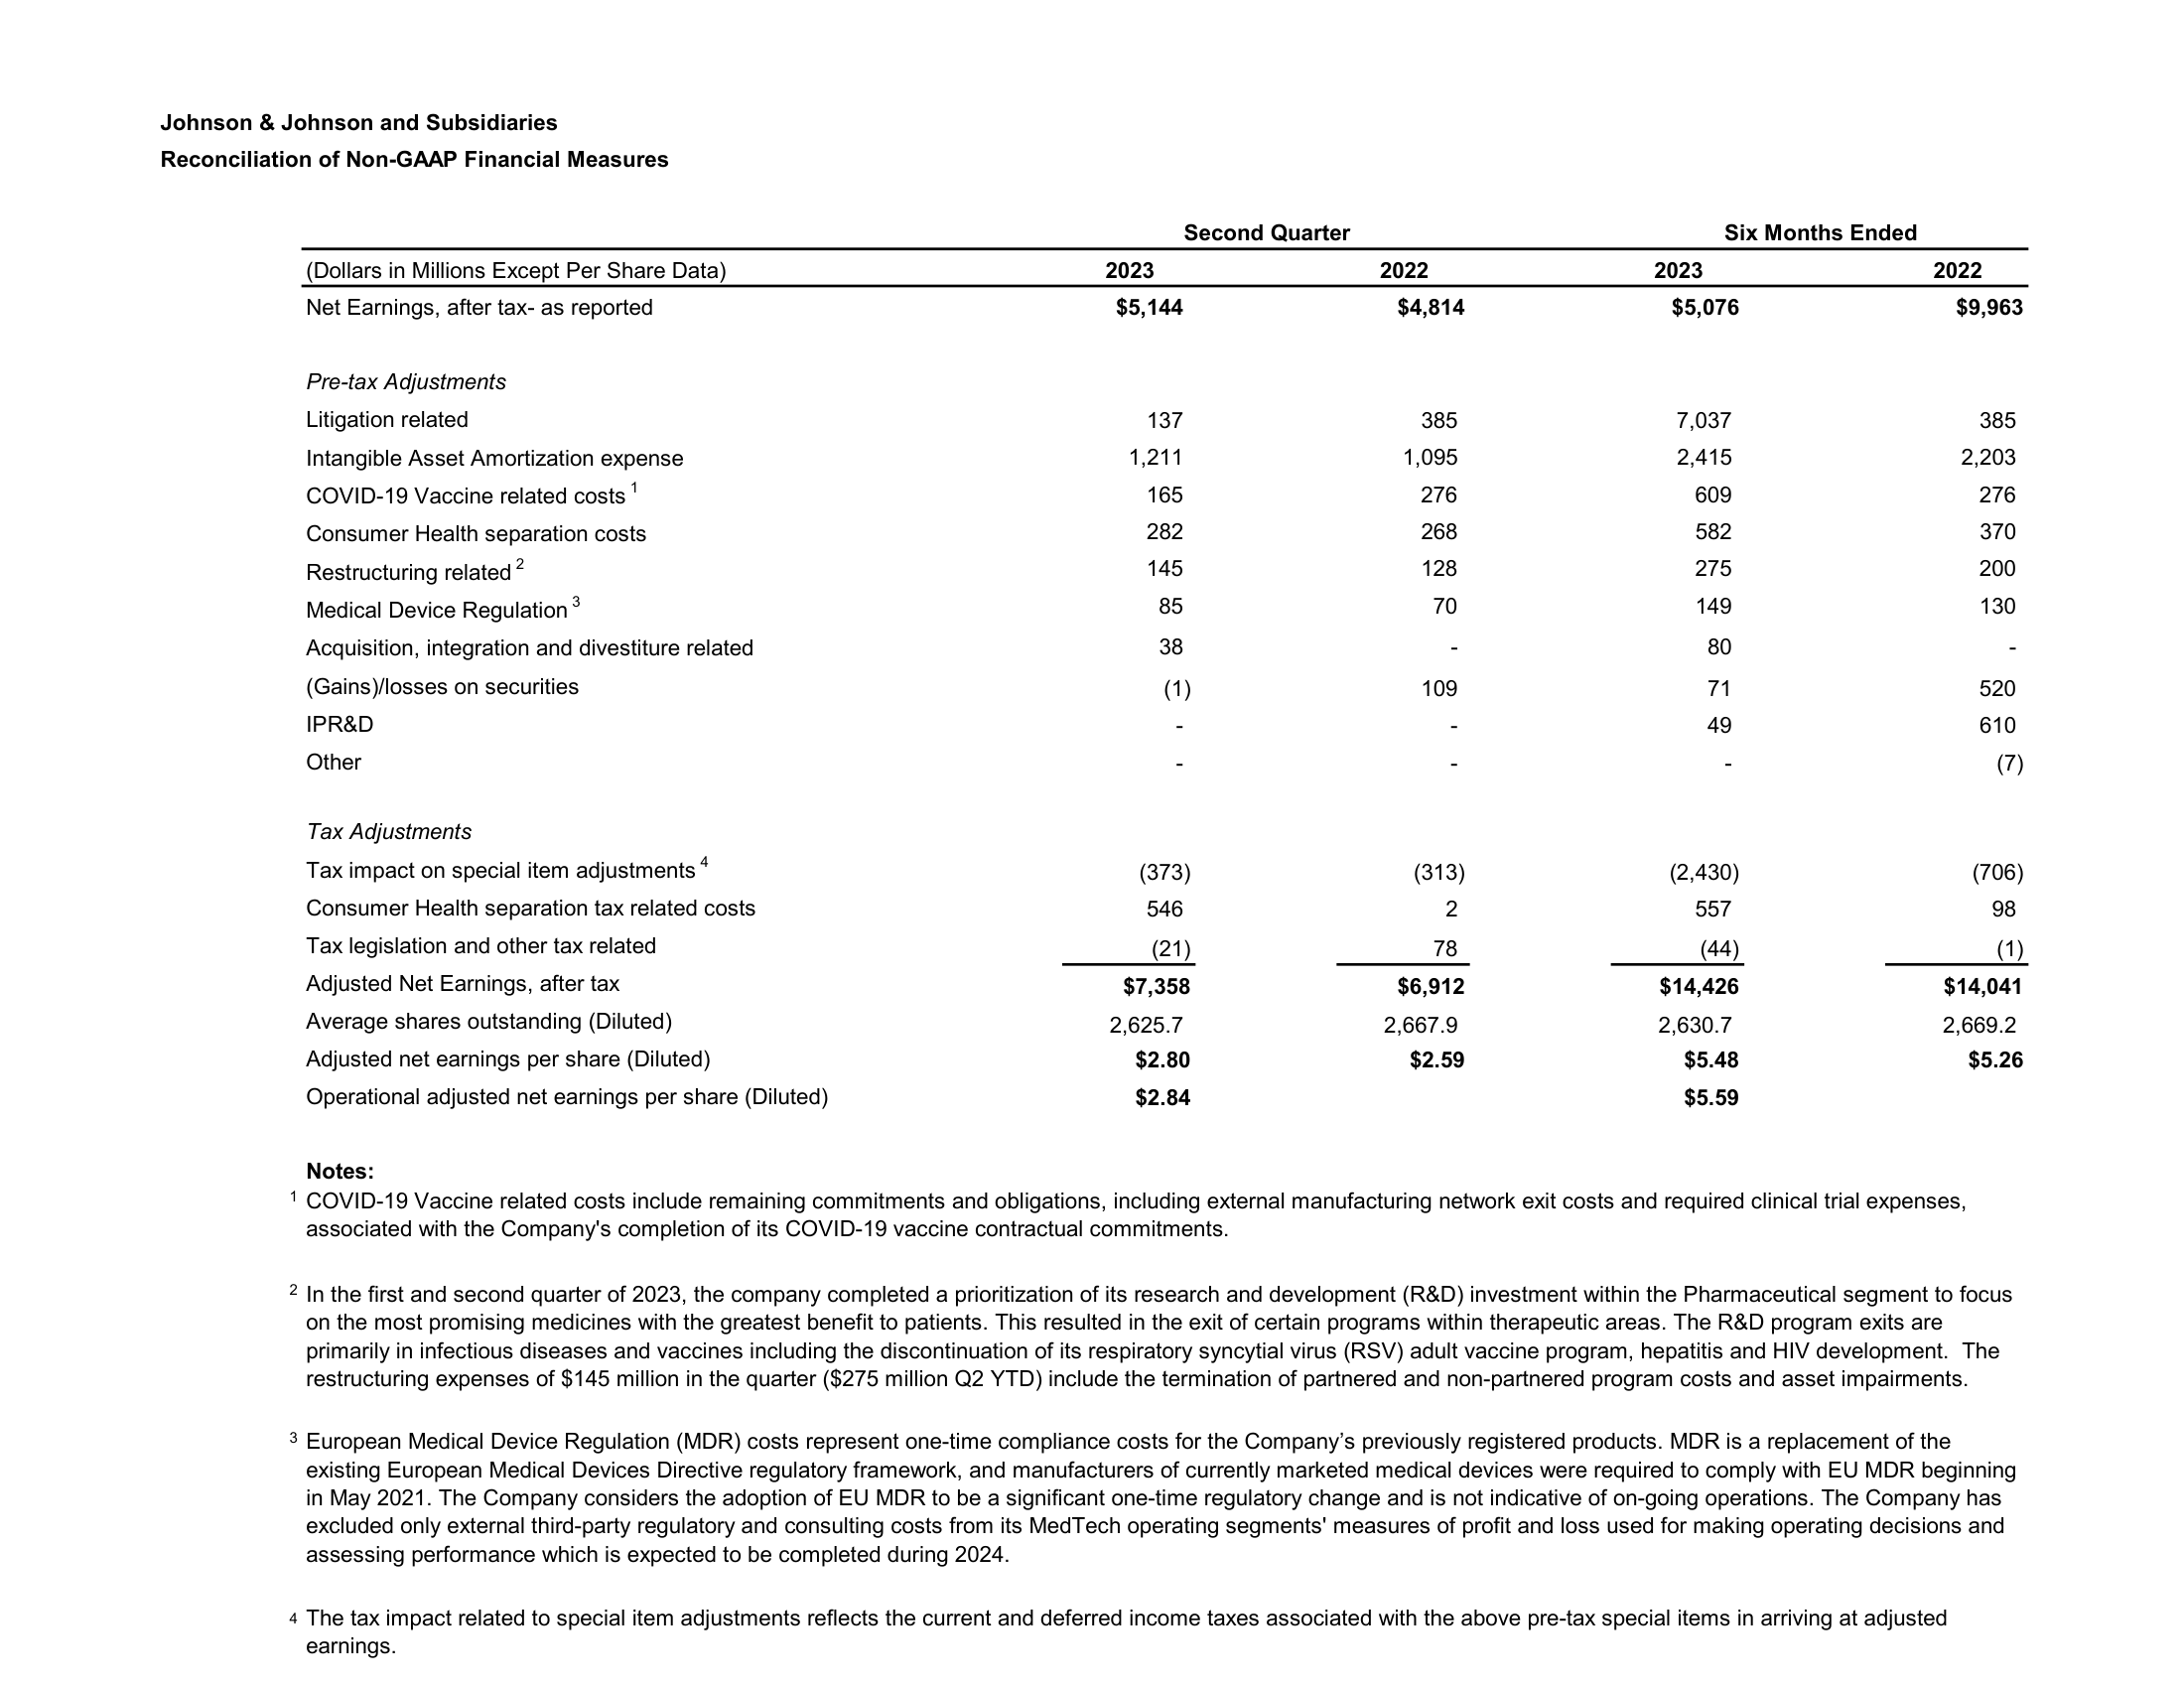 Johnson & Johnson and Subsidiaries
Reconciliation of Non-GAAP Financial Measures
Second Quarter Six Months Ended
(Dollars in Millions Except Per Share Data) 2023 2022 2023 2022
Net Earnings, after tax- as reported $5,144 $4,814 $5,076 $9,963
Pre-tax Adjustments
Litigation related 137 385 7,037 385
Intangible Asset Amortization expense 1,211 1,095 2,415 2,203
COVID-19 Vaccine related costs 1 165 276 609 276
Consumer Health separation costs 282 268 582 370
Restructuring related 2 145 128 275 200
Medical Device Regulation 3 85 70 149 130
Acquisition, integration and divestiture related 38 - 80 -
(Gains)/losses on securities (1) 109 71 520
IPR&D - - 49 610
Other - - - (7)
Tax Adjustments
Tax impact on special item adjustments 4 (373) (313) (2,430) (706)
Consumer Health separation tax related costs 546 2 557 98
Tax legislation and other tax related (21) 78 (44) (1)
Adjusted Net Earnings, after tax $7,358 $6,912 $14,426 $14,041
Average shares outstanding (Diluted) 2,625.7 2,667.9 2,630.7 2,669.2
Adjusted net earnings per share (Diluted) $2.80 $2.59 $5.48 $5.26
Operational adjusted net earnings per share (Diluted) $2.84 $5.59
Notes:
1 COVID-19 Vaccine related costs include remaining commitments and obligations, including external manufacturing network exit costs and required clinical trial expenses,
associated with the Company's completion of its COVID-19 vaccine contractual commitments.
2 In the first and second quarter of 2023, the company completed a prioritization of its research and development (R&D) investment within the Pharmaceutical segment to focus
on the most promising medicines with the greatest benefit to patients. This resulted in the exit of certain programs within therapeutic areas. The R&D program exits are
primarily in infectious diseases and vaccines including the discontinuation of its respiratory syncytial virus (RSV) adult vaccine program, hepatitis and HIV development.  The
restructuring expenses of $145 million in the quarter ($275 million Q2 YTD) include the termination of partnered and non-partnered program costs and asset impairments.
3 European Medical Device Regulation (MDR) costs represent one-time compliance costs for the Company’s previously registered products. MDR is a replacement of the
existing European Medical Devices Directive regulatory framework, and manufacturers of currently marketed medical devices were required to comply with EU MDR beginning
in May 2021. The Company considers the adoption of EU MDR to be a significant one-time regulatory change and is not indicative of on-going operations. The Company has
excluded only external third-party regulatory and consulting costs from its MedTech operating segments' measures of profit and loss used for making operating decisions and
assessing performance which is expected to be completed during 2024.
4 The tax impact related to special item adjustments reflects the current and deferred income taxes associated with the above pre-tax special items in arriving at adjusted
earnings.